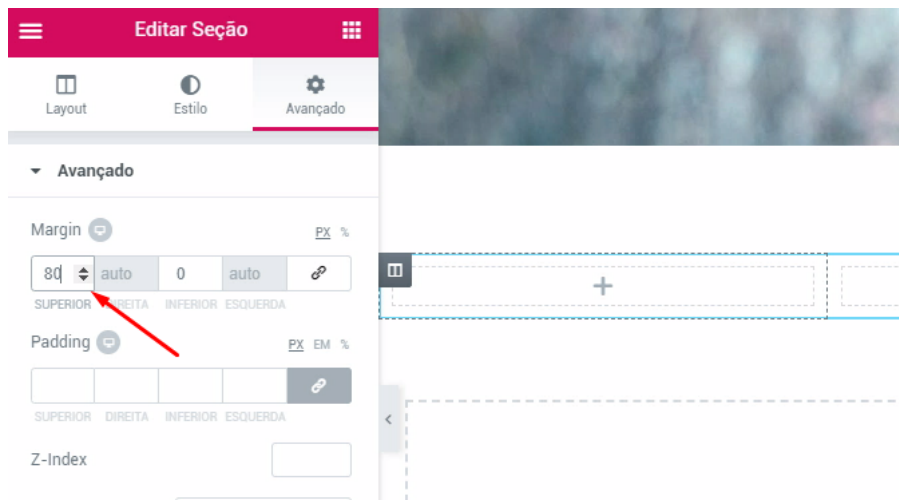 Editar Seção
Layout Estilo Avançado
Avançado
Margin PX %
80 auto 0 auto
SUPERIOR DIREITA INFERIOR ESQUERDA
Padding PX EM %
SUPERIOR DIREITA INFERIOR ESQUERDA
Z-Index